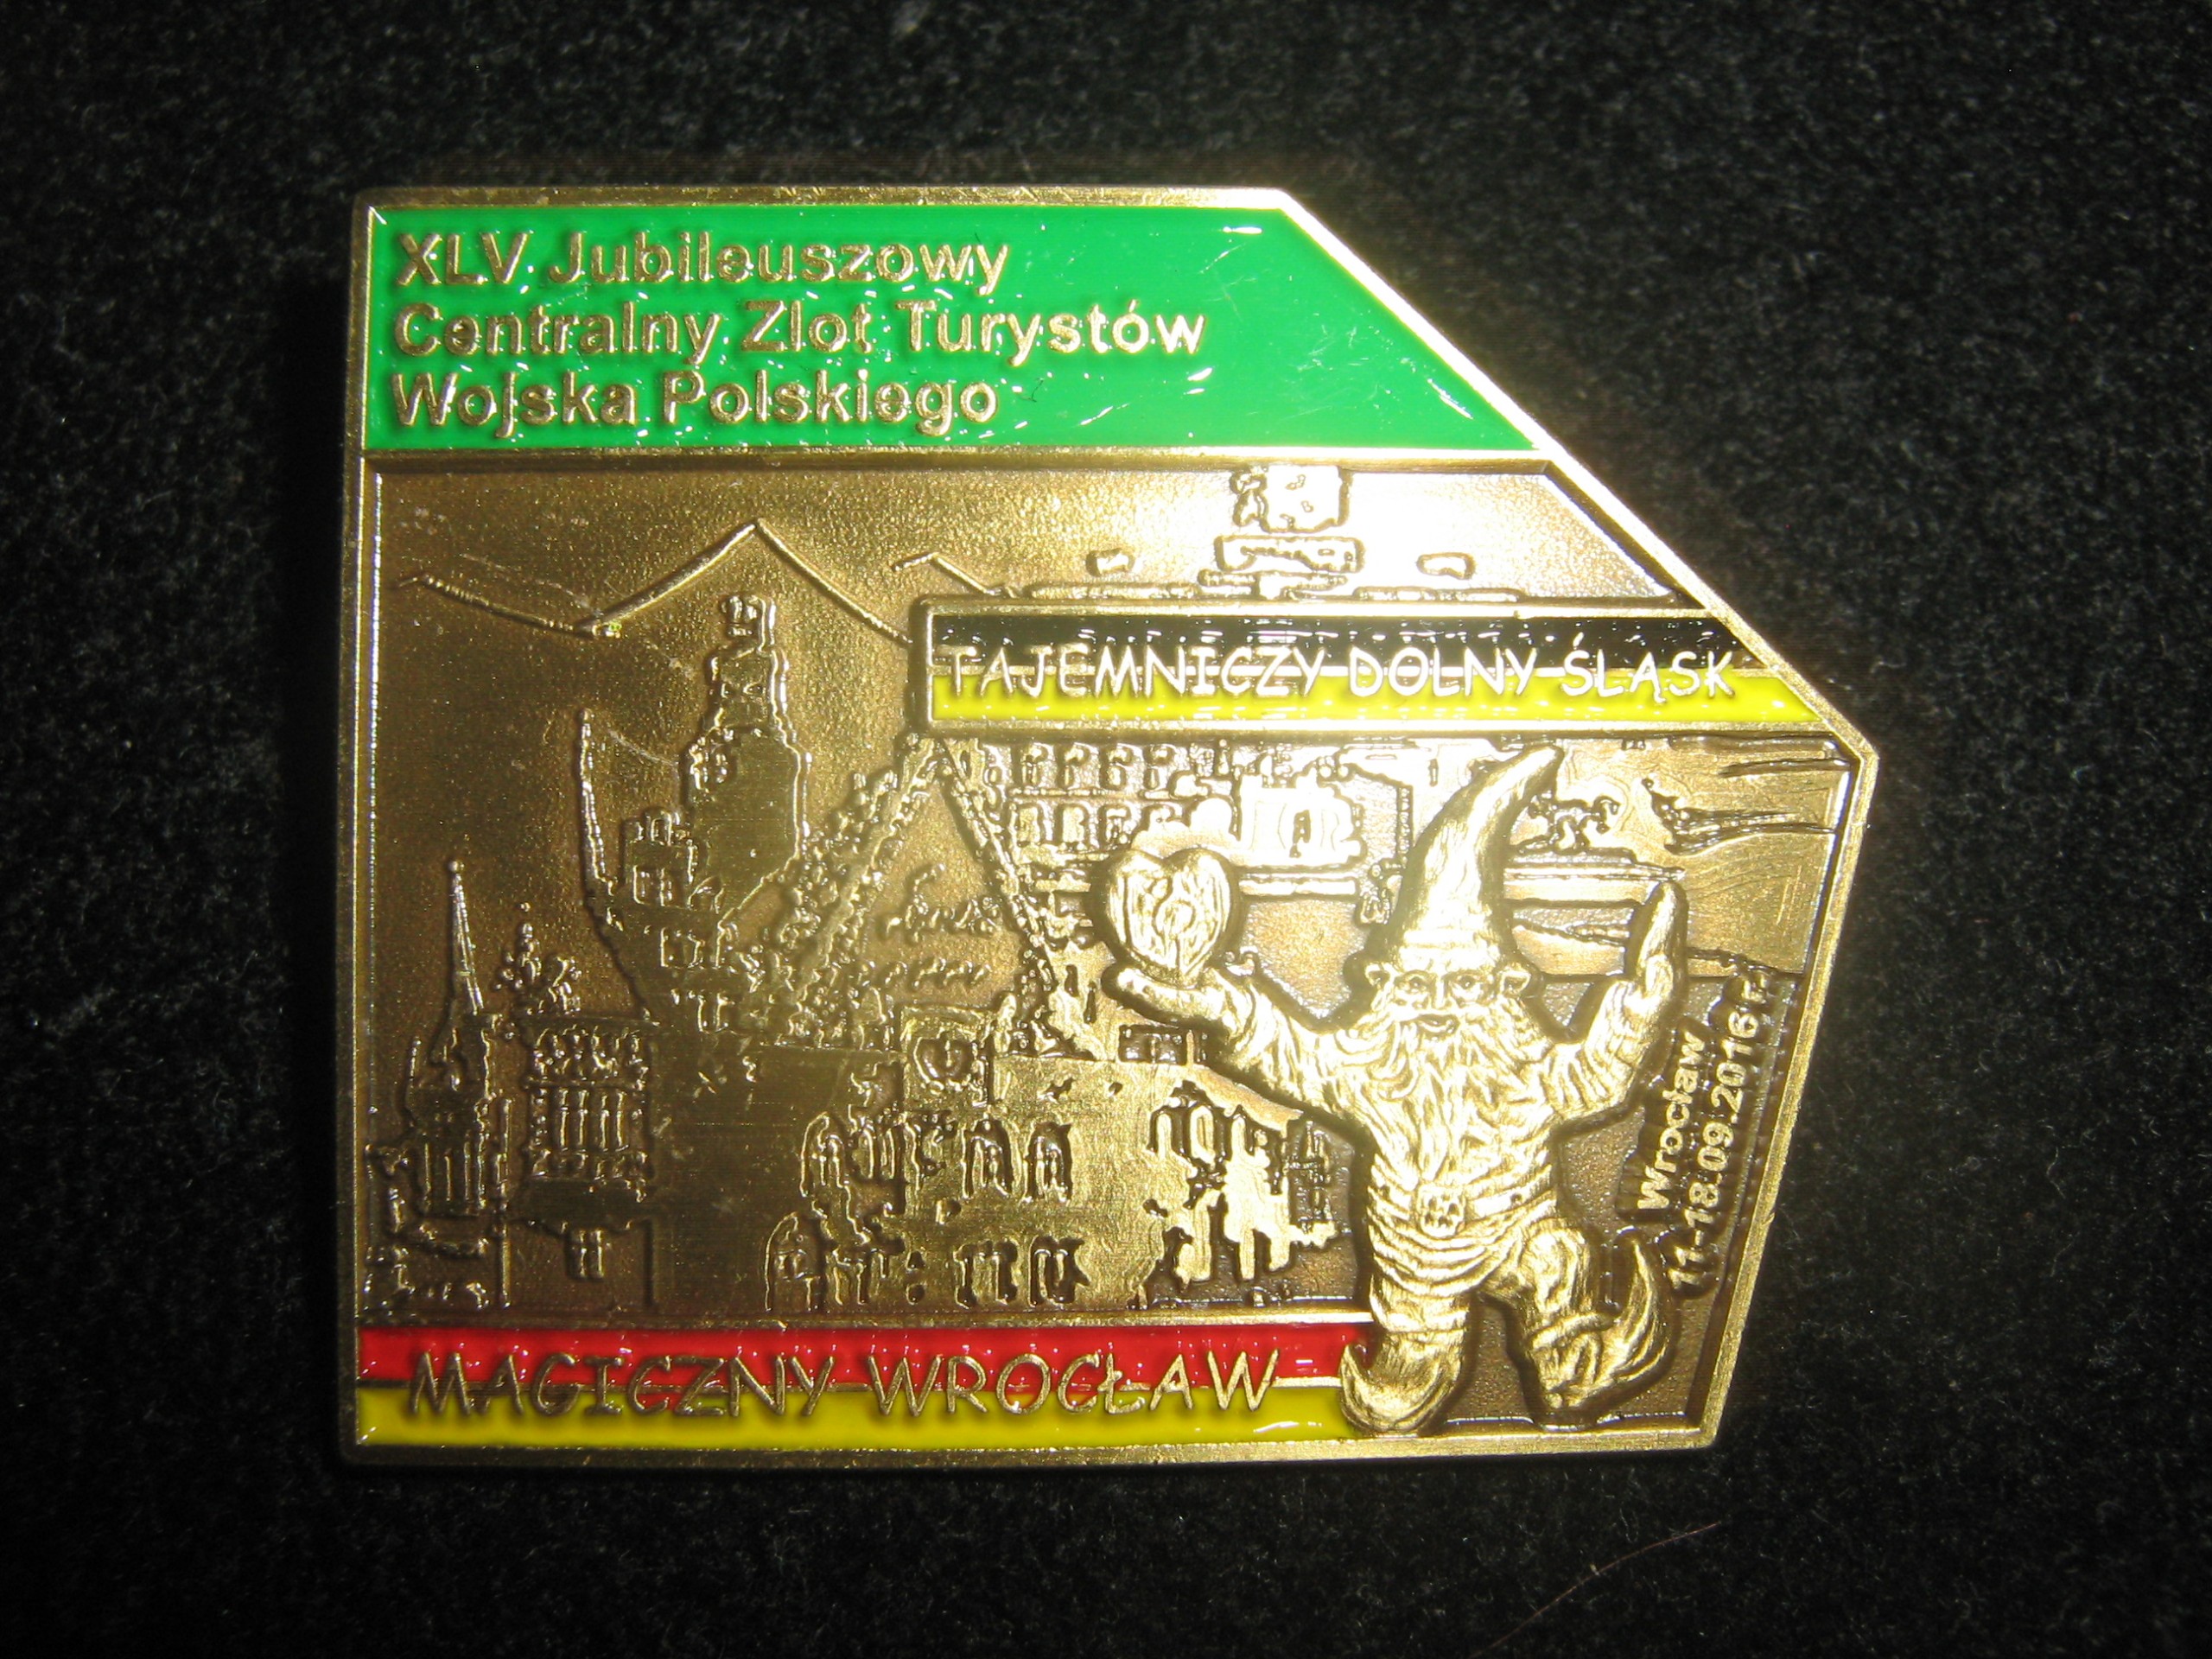 XLV Jubileuszowy
Centralny Zlot Turystów
Wojska Polskiego
TAJEMNICZY DOLNY ŚLĄSK
Wrocław
11-18.09.2016 r.
MAGICZNY WROCŁAW